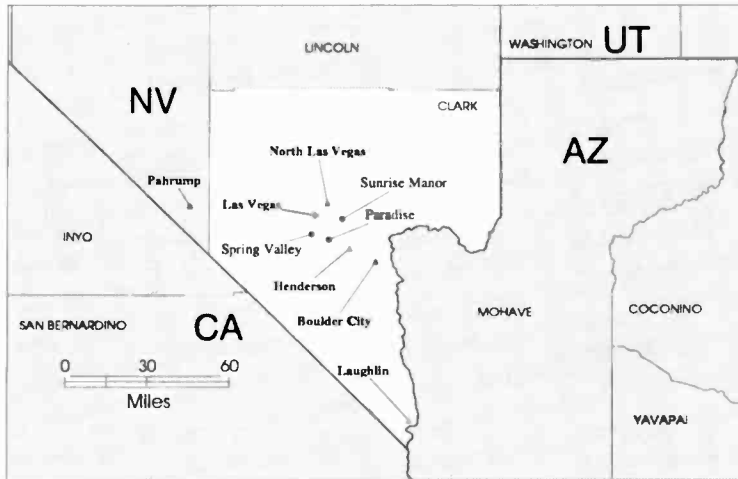 LINCOLN
WASHINGTON UT
NV
CLARK
AZ
North Las Vegas
Pahrump
Sunrise Manor
Las Vegas
Paradise
INYO
Spring Valley
Henderson
MOHAVE
COCONINO
SAN BERNARDINO
CA
Boulder City
0 30 60
Miles
Laughlin
YAVAPAI